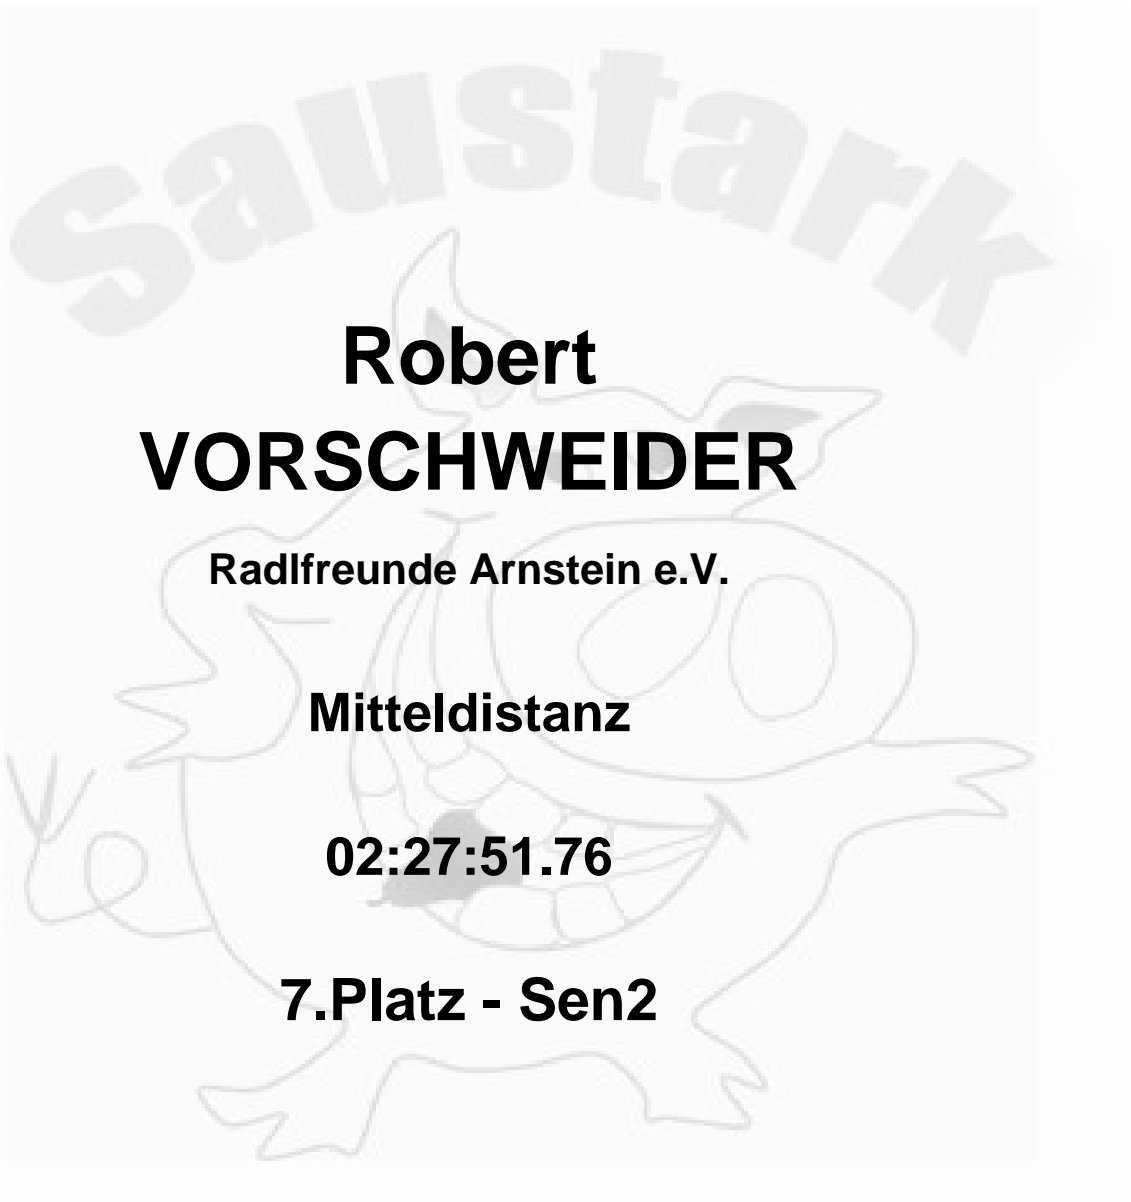 Saustark
Robert
VORSCHWEIDER
Radlfreunde Arnstein e.V.
Mitteldistanz
02:27:51.76
7.Platz - Sen2